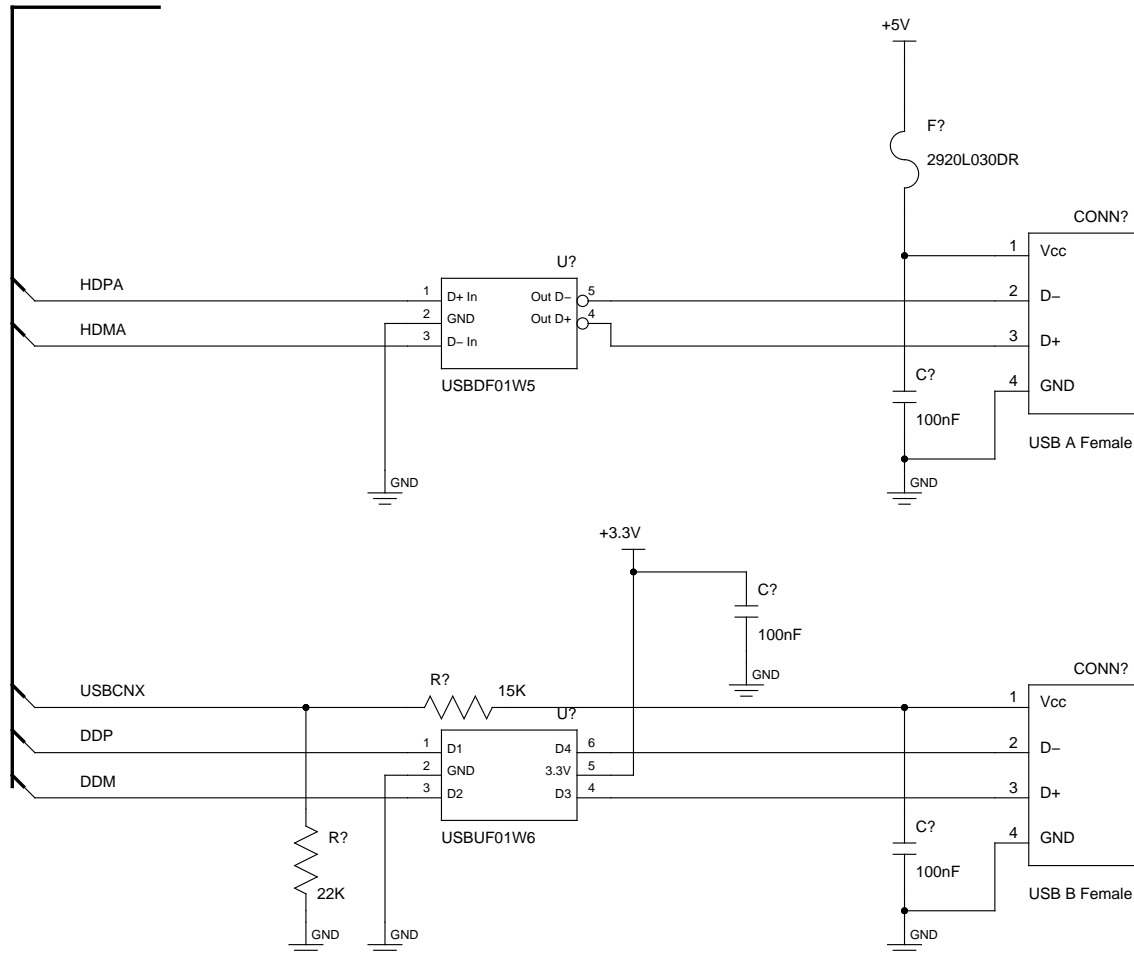 +5V
F?
2920L030DR
CONN?
1 Vcc
2 D–
3 D+
4 GND
USB A Female
C?
100nF
GND
HDPA
HDMA
U?
1 D+ In Out D– 5
2 GND Out D+ 4
3 D– In
USBDF01W5
GND
+3.3V
C?
100nF
GND
USBCNX
DDP
DDM
R?
15K
U?
1 D1 D4 6
2 GND 3.3V 5
3 D2 D3 4
USBUF01W6
R?
22K
GND
GND
CONN?
1 Vcc
2 D–
3 D+
4 GND
USB B Female
C?
100nF
GND